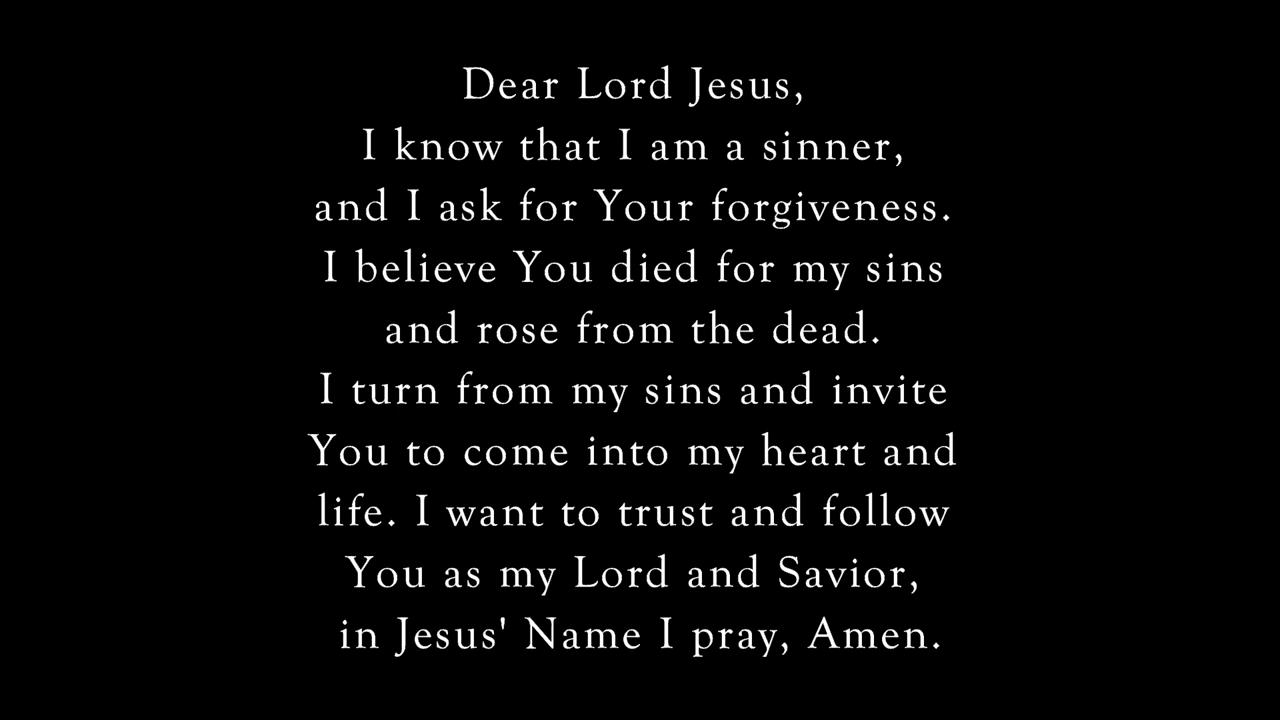 Dear Lord Jesus,
I know that I am a sinner,
and I ask for Your forgiveness.
I believe You died for my sins
and rose from the dead.
I turn from my sins and invite
You to come into my heart and
life. I want to trust and follow
You as my Lord and Savior,
in Jesus' Name I pray, Amen.